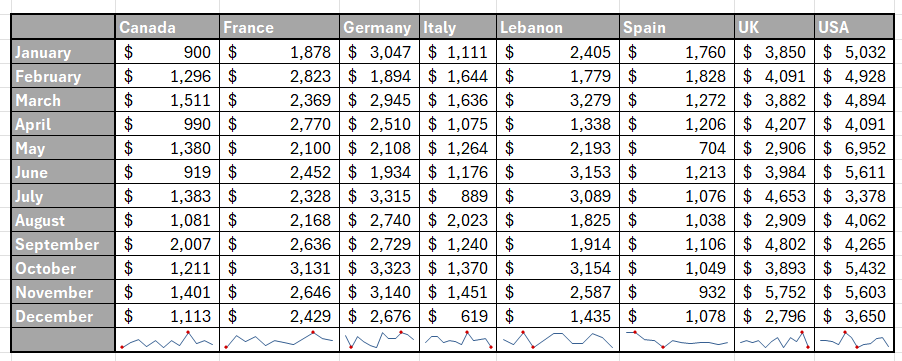 Canada France Germany Italy Lebanon Spain UK USA
January $ 900 $ 1,878 $ 3,047 $ 1,111 $ 2,405 $ 1,760 $ 3,850 $ 5,032
February $ 1,296 $ 2,823 $ 1,894 $ 1,644 $ 1,779 $ 1,828 $ 4,091 $ 4,928
March $ 1,511 $ 2,369 $ 2,945 $ 1,636 $ 3,279 $ 1,272 $ 3,882 $ 4,894
April $ 990 $ 2,770 $ 2,510 $ 1,075 $ 1,338 $ 1,206 $ 4,207 $ 4,091
May $ 1,380 $ 2,100 $ 2,108 $ 1,264 $ 2,193 $ 704 $ 2,906 $ 6,952
June $ 919 $ 2,452 $ 1,934 $ 1,176 $ 3,153 $ 1,213 $ 3,984 $ 5,611
July $ 1,383 $ 2,328 $ 3,315 $ 889 $ 3,089 $ 1,076 $ 4,653 $ 3,378
August $ 1,081 $ 2,168 $ 2,740 $ 2,023 $ 1,825 $ 1,038 $ 2,909 $ 4,062
September $ 2,007 $ 2,636 $ 2,729 $ 1,240 $ 1,914 $ 1,106 $ 4,802 $ 4,265
October $ 1,211 $ 3,131 $ 3,323 $ 1,370 $ 3,154 $ 1,049 $ 3,893 $ 5,432
November $ 1,401 $ 2,646 $ 3,140 $ 1,451 $ 2,587 $ 932 $ 5,752 $ 5,603
December $ 1,113 $ 2,429 $ 2,676 $ 619 $ 1,435 $ 1,078 $ 2,796 $ 3,650